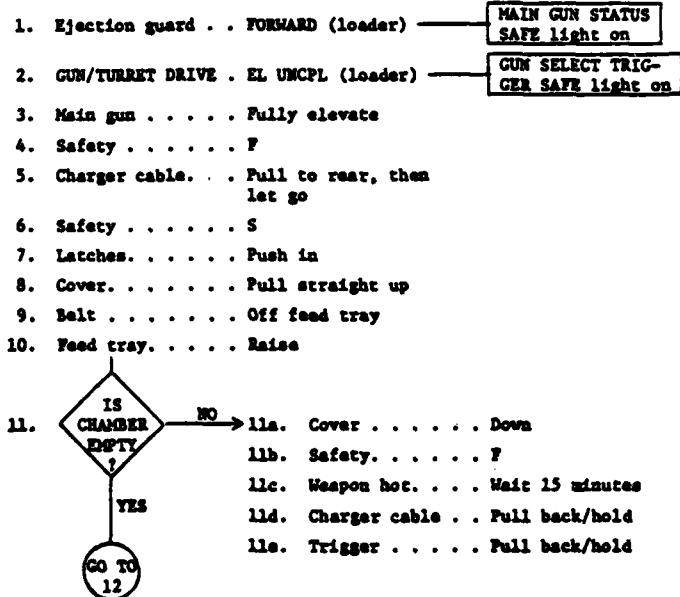 1. Ejection guard . . FORWARD (loader)
MAIN GUN STATUS
SAFE light on
2. GUN/TURRET DRIVE . EL UNCPL (loader)
GUN SELECT TRIG-
GER SAFE light on
3. Main gun . . . . . Fully elevate
4. Safety . . . . . . F
5. Charger cable. . . Pull to rear, then
let go
6. Safety . . . . . . S
7. Latches. . . . . . Push in
8. Cover. . . . . . . Pull straight up
9. Belt . . . . . . . Off feed tray
10. Feed tray. . . . . Raise
11.
IS
CHAMBER
EMPTY
?
NO
YES
GO TO
12
11a. Cover . . . . . . Down
11b. Safety. . . . . . F
11c. Weapon hot. . . . Wait 15 minutes
11d. Charger cable . . Pull back/hold
11e. Trigger . . . . . Pull back/hold